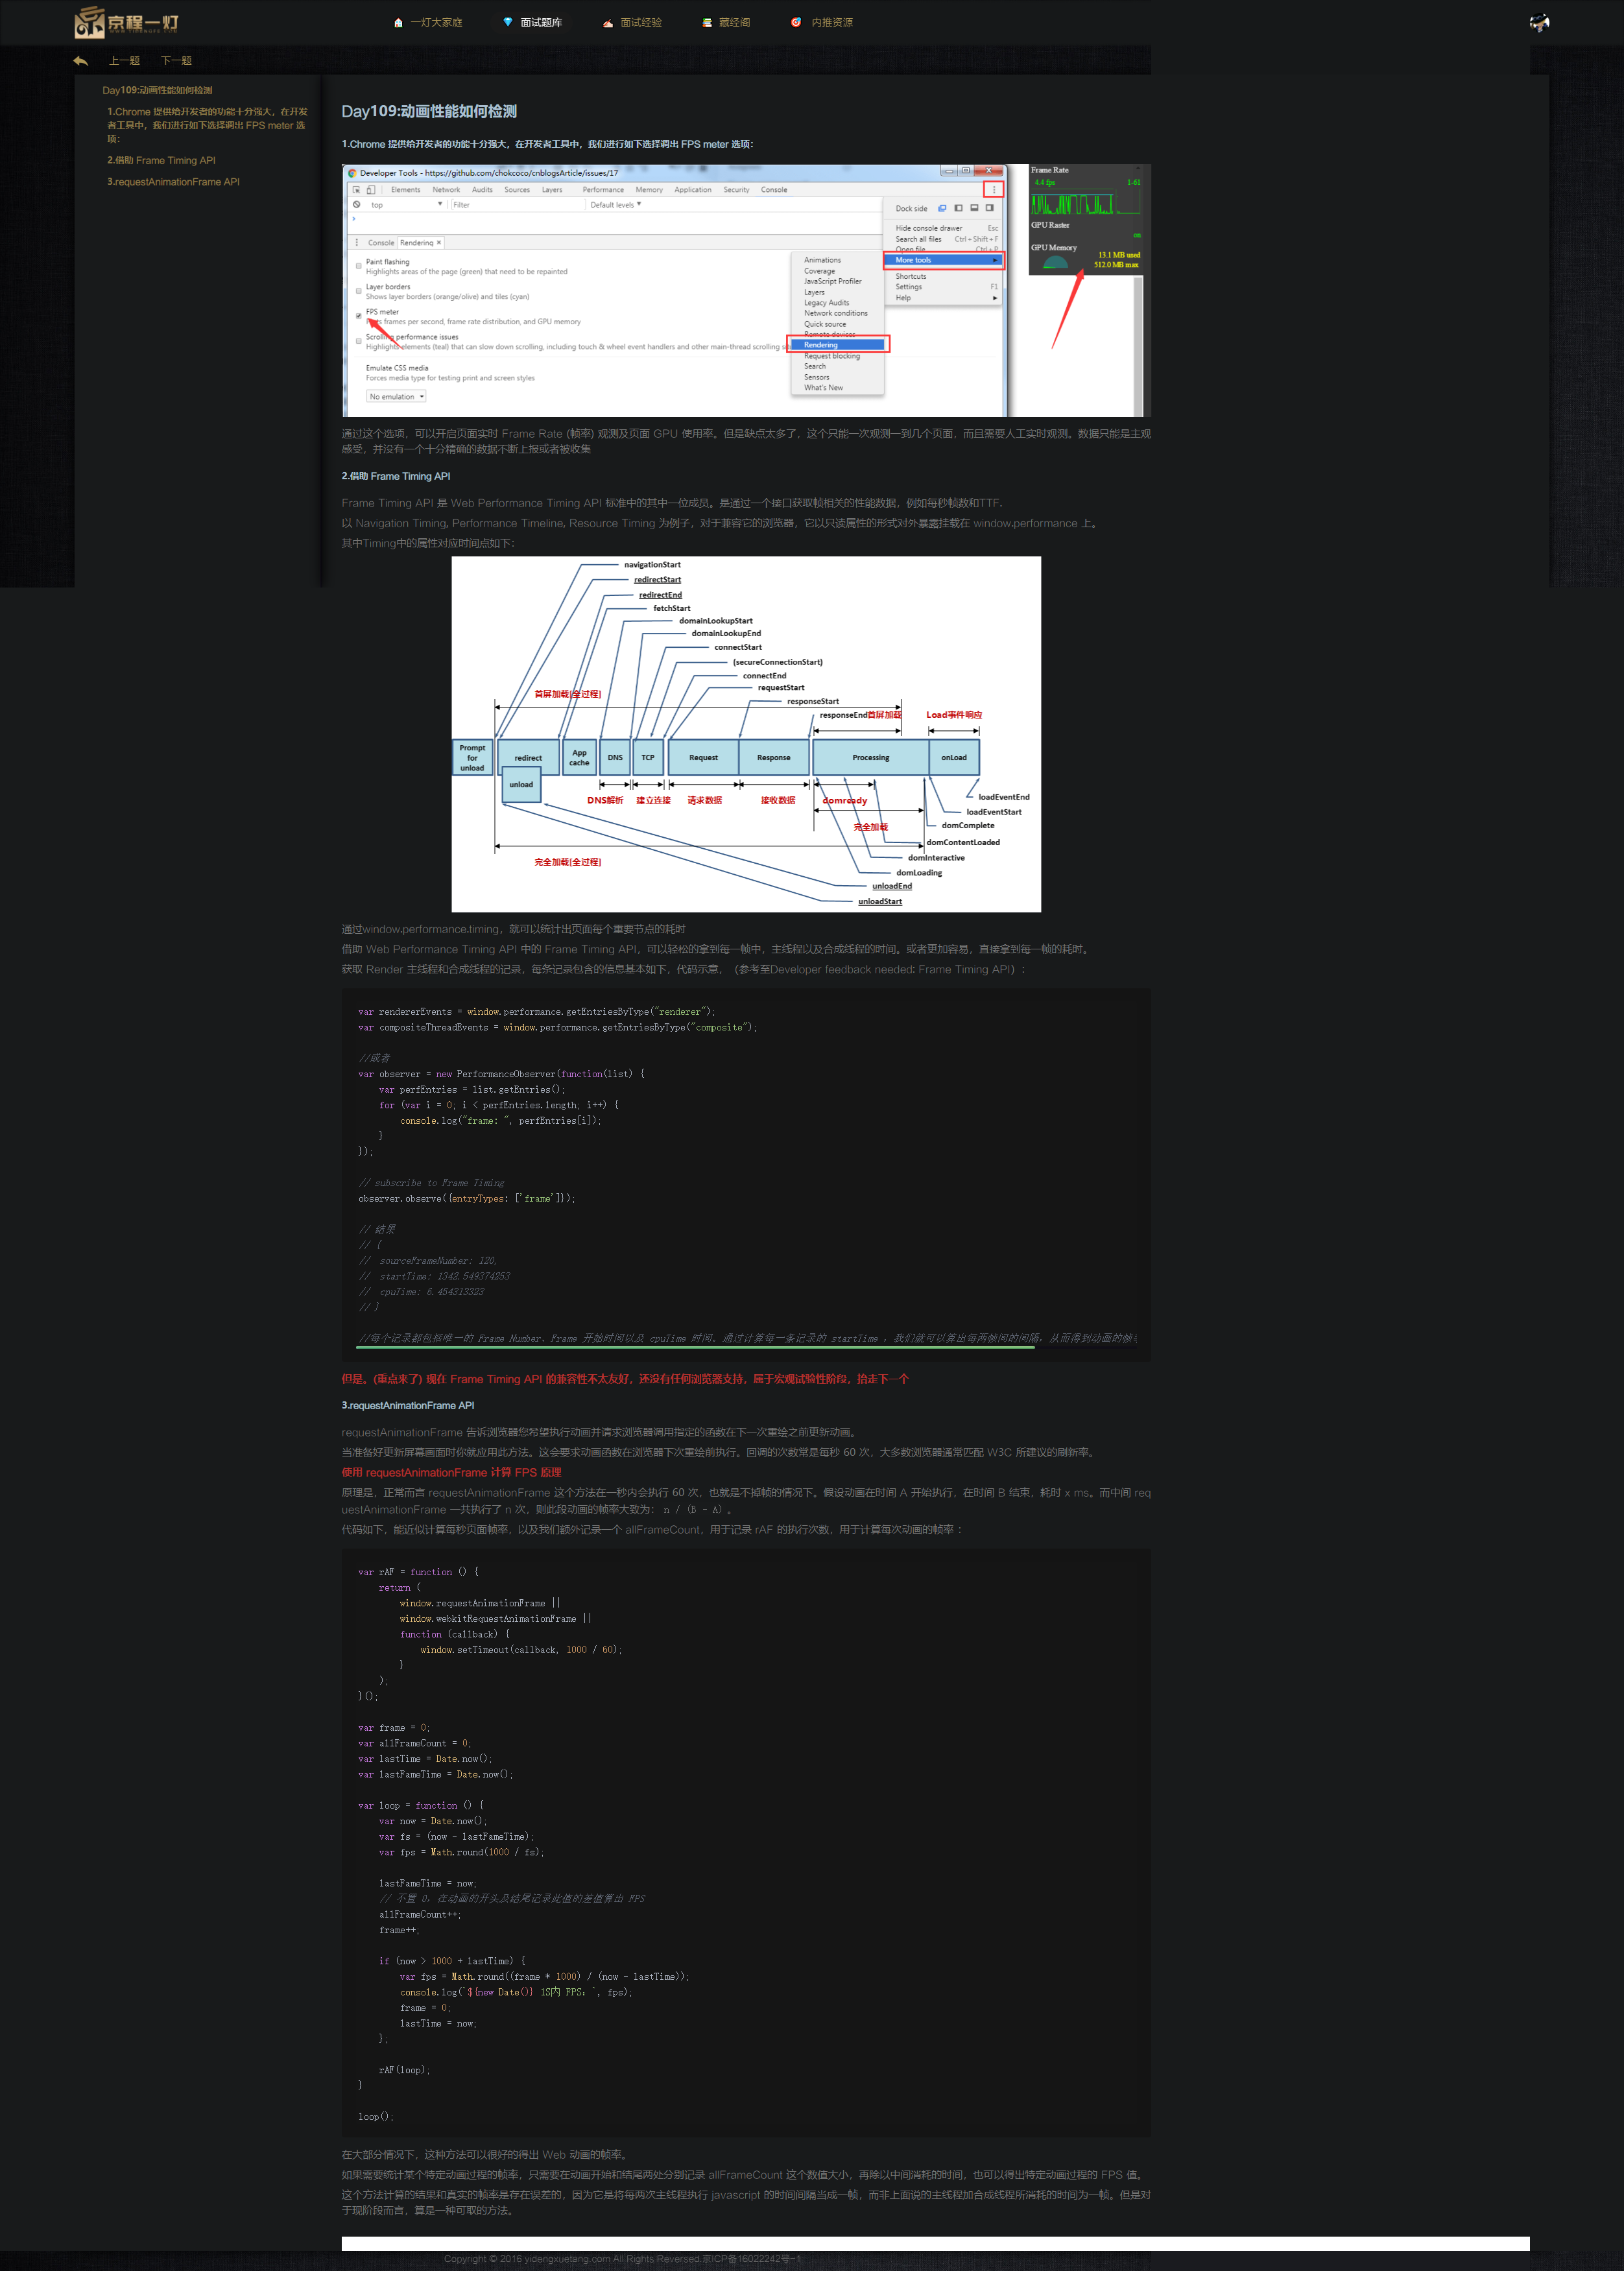 京程一灯
WWW.YIDENGFE.COM
一灯大家庭
面试题库
面试经验
藏经阁
内推资源
上一题
下一题
Day109:动画性能如何检测
1.Chrome 提供给开发者的功能十分强大，在开发
者工具中，我们进行如下选择调出 FPS meter 选
项：
2.借助 Frame Timing API
3.requestAnimationFrame API
Day109:动画性能如何检测
1.Chrome 提供给开发者的功能十分强大，在开发者工具中，我们进行如下选择调出 FPS meter 选项：
Developer Tools - https://github.com/chokcoco/cnblogsArticle/issues/17
Elements Network Audits Sources Layers Performance Memory Application Security Console
top Filter Default levels
Dock side
Hide console drawer Esc
Search all files Ctrl+Shift+F
Open file Ctrl+P
More tools
Shortcuts
Settings F1
Help
Console Rendering
Paint flashing
Highlights areas of the page (green) that need to be repainted
Layer borders
Shows layer borders (orange/olive) and tiles (cyan)
FPS meter
frames per second, frame rate distribution, and GPU memory
Scrolling performance issues
Highlights elements (teal) that can slow down scrolling, including touch & wheel event handlers and other main-thread scrolling
Emulate CSS media
Forces media type for testing print and screen styles
No emulation
Animations
Coverage
JavaScript Profiler
Layers
Legacy Audits
Network conditions
Quick source
Remote devices
Rendering
Request blocking
Search
Sensors
What's New
Frame Rate
4.4 fps 1-61
GPU Raster
on
GPU Memory
13.1 MB used
512.0 MB max
通过这个选项，可以开启页面实时 Frame Rate (帧率) 观测及页面 GPU 使用率。但是缺点太多了，这个只能一次观测一到几个页面，而且需要人工实时观测。数据只能是主观
感受，并没有一个十分精确的数据不断上报或者被收集
2.借助 Frame Timing API
Frame Timing API 是 Web Performance Timing API 标准中的其中一位成员。是通过一个接口获取帧相关的性能数据，例如每秒帧数和TTF.
以 Navigation Timing, Performance Timeline, Resource Timing 为例子，对于兼容它的浏览器，它以只读属性的形式对外暴露挂载在 window.performance 上。
其中Timing中的属性对应时间点如下：
navigationStart
redirectStart
redirectEnd
fetchStart
domainLookupStart
domainLookupEnd
connectStart
(secureConnectionStart)
connectEnd
requestStart
responseStart
responseEnd
首屏加载[全过程]
首屏加载
Load事件响应
Prompt
for
unload
redirect
unload
App
cache
DNS
TCP
Request
Response
Processing
onLoad
DNS解析
建立连接
请求数据
接收数据
domready
完全加载
完全加载[全过程]
loadEventEnd
loadEventStart
domComplete
domContentLoaded
domInteractive
domLoading
unloadEnd
unloadStart
通过window.performance.timing，就可以统计出页面每个重要节点的耗时
借助 Web Performance Timing API 中的 Frame Timing API，可以轻松的拿到每一帧中，主线程以及合成线程的时间。或者更加容易，直接拿到每一帧的耗时。
获取 Render 主线程和合成线程的记录，每条记录包含的信息基本如下，代码示意，（参考至Developer feedback needed: Frame Timing API）：
var rendererEvents = window.performance.getEntriesByType("renderer");
var compositeThreadEvents = window.performance.getEntriesByType("composite");
//或者
var observer = new PerformanceObserver(function(list) {
var perfEntries = list.getEntries();
for (var i = 0; i < perfEntries.length; i++) {
console.log("frame: ", perfEntries[i]);
}
});
// subscribe to Frame Timing
observer.observe({entryTypes: ['frame']});
// 结果
// {
//  sourceFrameNumber: 120,
//  startTime: 1342.549374253
//  cpuTime: 6.454313323
// }
//每个记录都包括唯一的 Frame Number、Frame 开始时间以及 cpuTime 时间。通过计算每一条记录的 startTime ，我们就可以算出每两帧间的间隔，从而得到动画的帧
但是。(重点来了) 现在 Frame Timing API 的兼容性不太友好，还没有任何浏览器支持，属于宏观试验性阶段，抬走下一个
3.requestAnimationFrame API
requestAnimationFrame 告诉浏览器您希望执行动画并请求浏览器调用指定的函数在下一次重绘之前更新动画。
当准备好更新屏幕画面时你就应用此方法。这会要求动画函数在浏览器下次重绘前执行。回调的次数常是每秒 60 次，大多数浏览器通常匹配 W3C 所建议的刷新率。
使用 requestAnimationFrame 计算 FPS 原理
原理是，正常而言 requestAnimationFrame 这个方法在一秒内会执行 60 次，也就是不掉帧的情况下。假设动画在时间 A 开始执行，在时间 B 结束，耗时 x ms。而中间 req
uestAnimationFrame 一共执行了 n 次，则此段动画的帧率大致为： n / (B - A) 。
代码如下，能近似计算每秒页面帧率，以及我们额外记录一个 allFrameCount，用于记录 rAF 的执行次数，用于计算每次动画的帧率 ：
var rAF = function () {
return (
window.requestAnimationFrame ||
window.webkitRequestAnimationFrame ||
function (callback) {
window.setTimeout(callback, 1000 / 60);
}
);
}();
var frame = 0;
var allFrameCount = 0;
var lastTime = Date.now();
var lastFameTime = Date.now();
var loop = function () {
var now = Date.now();
var fs = (now - lastFameTime);
var fps = Math.round(1000 / fs);
lastFameTime = now;
// 不置 0，在动画的开头及结尾记录此值的差值算出 FPS
allFrameCount++;
frame++;
if (now > 1000 + lastTime) {
var fps = Math.round((frame * 1000) / (now - lastTime));
console.log(`${new Date()} 1S内 FPS：`, fps);
frame = 0;
lastTime = now;
};
rAF(loop);
}
loop();
在大部分情况下，这种方法可以很好的得出 Web 动画的帧率。
如果需要统计某个特定动画过程的帧率，只需要在动画开始和结尾两处分别记录 allFrameCount 这个数值大小，再除以中间消耗的时间，也可以得出特定动画过程的 FPS 值。
这个方法计算的结果和真实的帧率是存在误差的，因为它是将每两次主线程执行 javascript 的时间间隔当成一帧，而非上面说的主线程加合成线程所消耗的时间为一帧。但是对
于现阶段而言，算是一种可取的方法。
Copyright © 2016 yidengxuetang.com All Rights Reversed.京ICP备16022242号-1